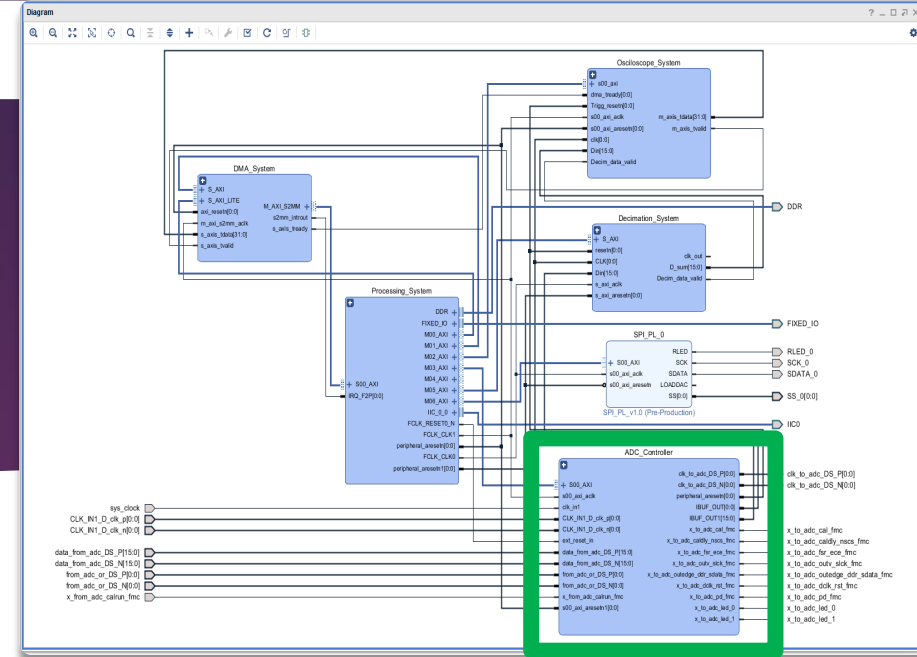 Diagram
Osciloscope_System
s00_axi
dma_tready[0:0]
Trigg_resetn[0:0]
s00_axi_aclk
s00_axi_aresetn[0:0]
clk[0:0]
Din[15:0]
Decim_data_valid
m_axis_tdata[31:0]
m_axis_tvalid
DMA_System
S_AXI
S_AXI_LITE
axi_resetn[0:0]
m_axi_s2mm_aclk
s_axis_tdata[31:0]
s_axis_tvalid
M_AXI_S2MM
s2mm_introut
s_axis_tready
DDR
Decimation_System
S_AXI
resetn[0:0]
CLK[0:0]
Din[15:0]
s_axi_aclk
s_axi_aresetn[0:0]
clk_out
D_sum[15:0]
Decim_data_valid
Processing_System
S00_AXI
IRQ_F2P[0:0]
DDR
FIXED_IO
M00_AXI
M01_AXI
M02_AXI
M03_AXI
M04_AXI
M05_AXI
M06_AXI
IIC_0_0
FCLK_RESET0_N
FCLK_CLK1
peripheral_aresetn[0:0]
FCLK_CLK0
peripheral_aresetn1[0:0]
FIXED_IO
SPI_PL_0
S00_AXI
s00_axi_aclk
s00_axi_aresetn
RLED
SCK
SDATA
LOADDAC
SS[0:0]
SPI_PL_v1.0 (Pre-Production)
RLED_0
SCK_0
SDATA_0
SS_0[0:0]
IIC0
ADC_Controller
S00_AXI
s00_axi_aclk
clk_in1
CLK_IN1_D_clk_p[0:0]
CLK_IN1_D_clk_n[0:0]
ext_reset_in
data_from_adc_DS_P[15:0]
data_from_adc_DS_N[15:0]
from_adc_or_DS_P[0:0]
from_adc_or_DS_N[0:0]
x_from_adc_calrun_fmc
s00_axi_aresetn1[0:0]
clk_to_adc_DS_P[0:0]
clk_to_adc_DS_N[0:0]
peripheral_aresetn[0:0]
IBUF_OUT[0:0]
IBUF_OUT1[15:0]
x_to_adc_cal_fmc
x_to_adc_caldly_nscs_fmc
x_to_adc_fsr_ece_fmc
x_to_adc_outv_slck_fmc
x_to_adc_outedge_ddr_sdata_fmc
x_to_adc_dclk_rst_fmc
x_to_adc_pd_fmc
x_to_adc_led_0
x_to_adc_led_1
sys_clock
CLK_IN1_D_clk_p[0:0]
CLK_IN1_D_clk_n[0:0]
data_from_adc_DS_P[15:0]
data_from_adc_DS_N[15:0]
from_adc_or_DS_P[0:0]
from_adc_or_DS_N[0:0]
x_from_adc_calrun_fmc
clk_to_adc_DS_P[0:0]
clk_to_adc_DS_N[0:0]
x_to_adc_cal_fmc
x_to_adc_caldly_nscs_fmc
x_to_adc_fsr_ece_fmc
x_to_adc_outv_slck_fmc
x_to_adc_outedge_ddr_sdata_fmc
x_to_adc_dclk_rst_fmc
x_to_adc_pd_fmc
x_to_adc_led_0
x_to_adc_led_1